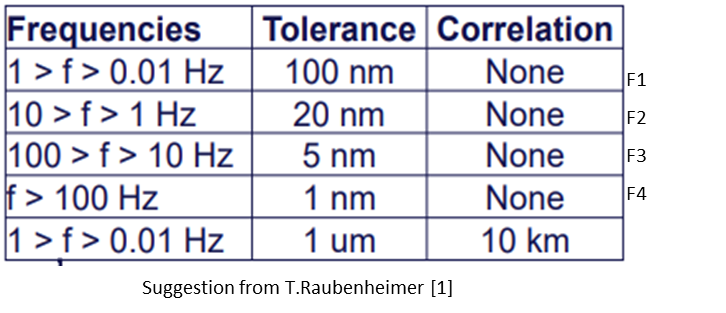 Frequencies Tolerance Correlation
1 > f > 0.01 Hz 100 nm None F1
10 > f > 1 Hz 20 nm None F2
100 > f > 10 Hz 5 nm None F3
f > 100 Hz 1 nm None F4
1 > f > 0.01 Hz 1 um 10 km
Suggestion from T.Raubenheimer [1]